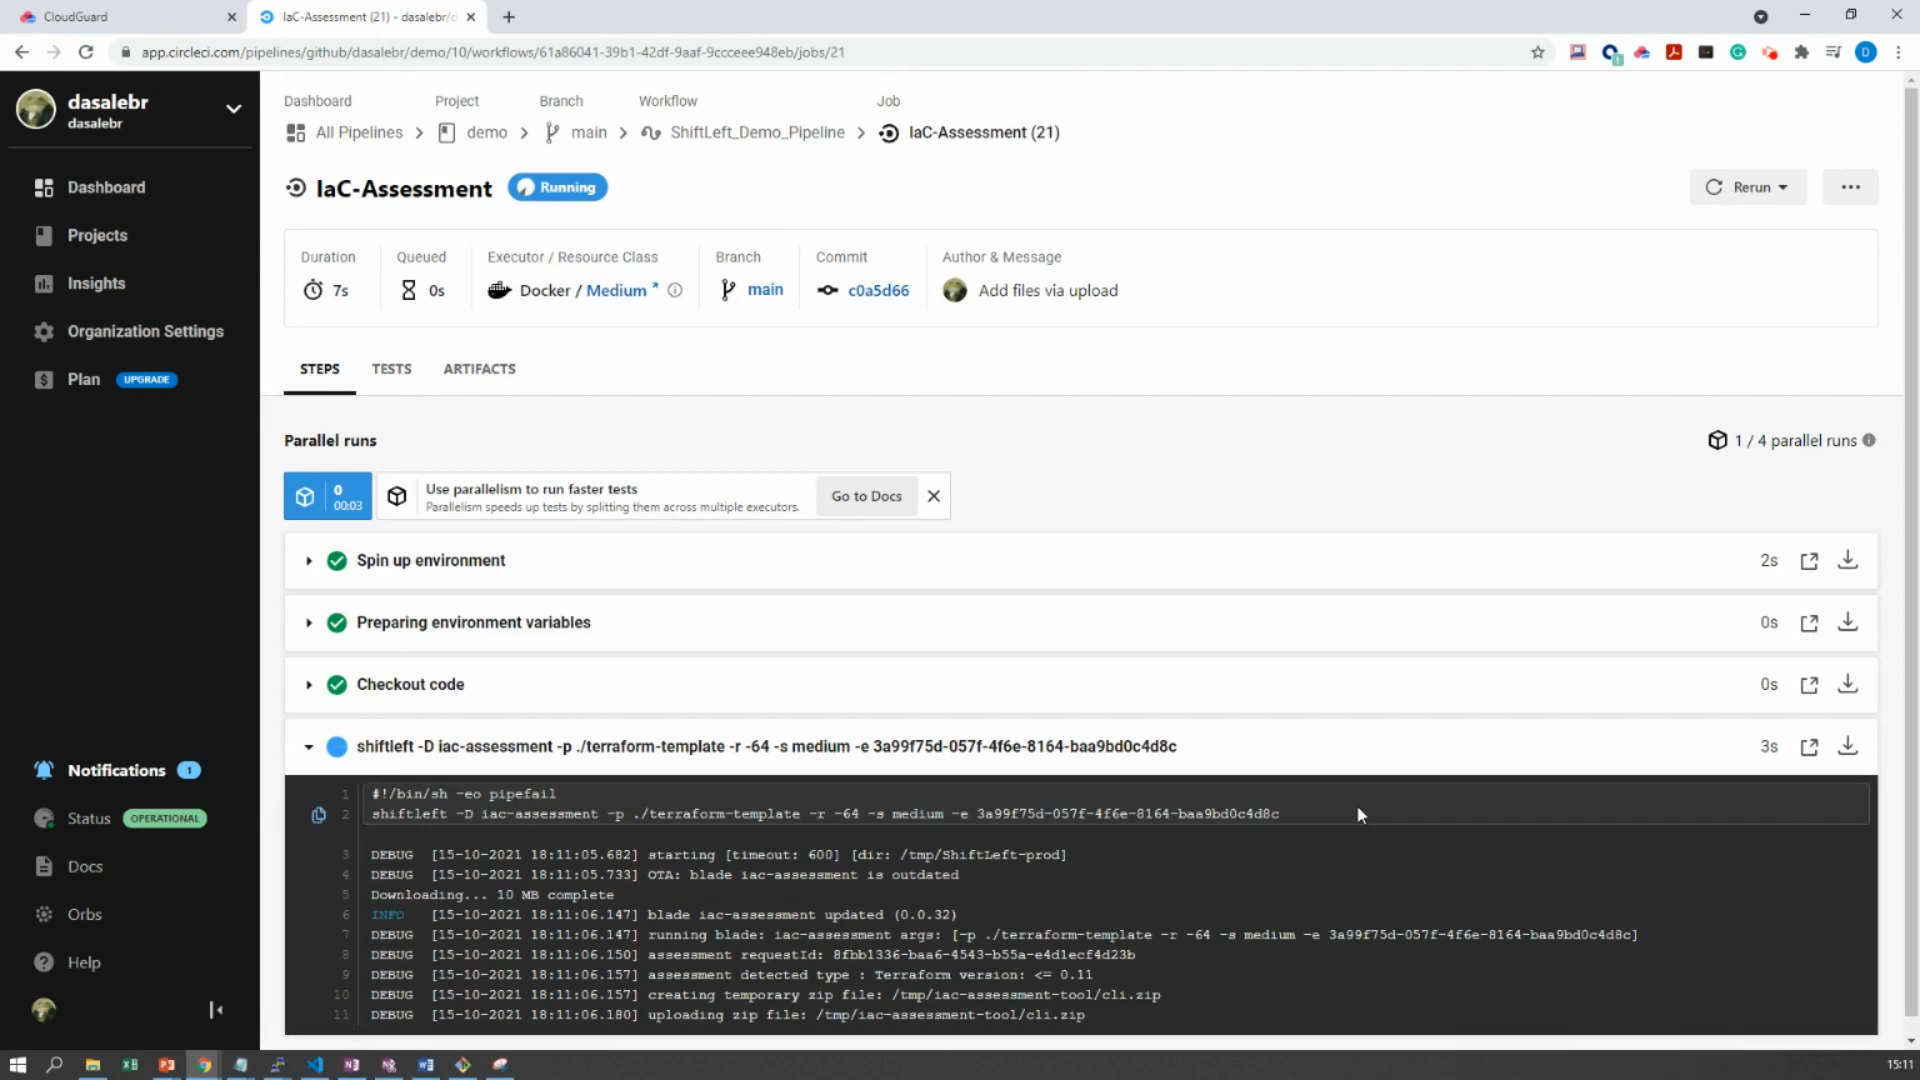 CloudGuard
IaC-Assessment (21) - dasalebr/d
app.circleci.com/pipelines/github/dasalebr/demo/10/workflows/61a86041-39b1-42df-9aaf-9ccceee948eb/jobs/21
D
dasalebr
dasalebr
Dashboard
Projects
Insights
Organization Settings
Plan UPGRADE
Notifications 1
Status OPERATIONAL
Docs
Orbs
Help
Dashboard Project Branch Workflow Job
All Pipelines demo main ShiftLeft_Demo_Pipeline IaC-Assessment (21)
IaC-Assessment Running
Rerun
Duration Queued Executor / Resource Class Branch Commit Author & Message
7s 0s Docker / Medium main c0a5d66 Add files via upload
STEPS TESTS ARTIFACTS
Parallel runs
1 / 4 parallel runs
0
00:03
Use parallelism to run faster tests
Parallelism speeds up tests by splitting them across multiple executors.
Go to Docs
Spin up environment 2s
Preparing environment variables 0s
Checkout code 0s
shiftleft -D iac-assessment -p ./terraform-template -r -64 -s medium -e 3a99f75d-057f-4f6e-8164-baa9bd0c4d8c 3s
1 #!/bin/sh -eo pipefail
2 shiftleft -D iac-assessment -p ./terraform-template -r -64 -s medium -e 3a99f75d-057f-4f6e-8164-baa9bd0c4d8c
3 DEBUG [15-10-2021 18:11:05.682] starting [timeout: 600] [dir: /tmp/ShiftLeft-prod]
4 DEBUG [15-10-2021 18:11:05.733] OTA: blade iac-assessment is outdated
5 Downloading... 10 MB complete
6 INFO [15-10-2021 18:11:06.147] blade iac-assessment updated (0.0.32)
7 DEBUG [15-10-2021 18:11:06.147] running blade: iac-assessment args: [-p ./terraform-template -r -64 -s medium -e 3a99f75d-057f-4f6e-8164-baa9bd0c4d8c]
8 DEBUG [15-10-2021 18:11:06.150] assessment requestId: 8fbb1336-baa6-4543-b55a-e4d1ecf4d23b
9 DEBUG [15-10-2021 18:11:06.157] assessment detected type : Terraform version: <= 0.11
10 DEBUG [15-10-2021 18:11:06.157] creating temporary zip file: /tmp/iac-assessment-tool/cli.zip
11 DEBUG [15-10-2021 18:11:06.180] uploading zip file: /tmp/iac-assessment-tool/cli.zip
15:11